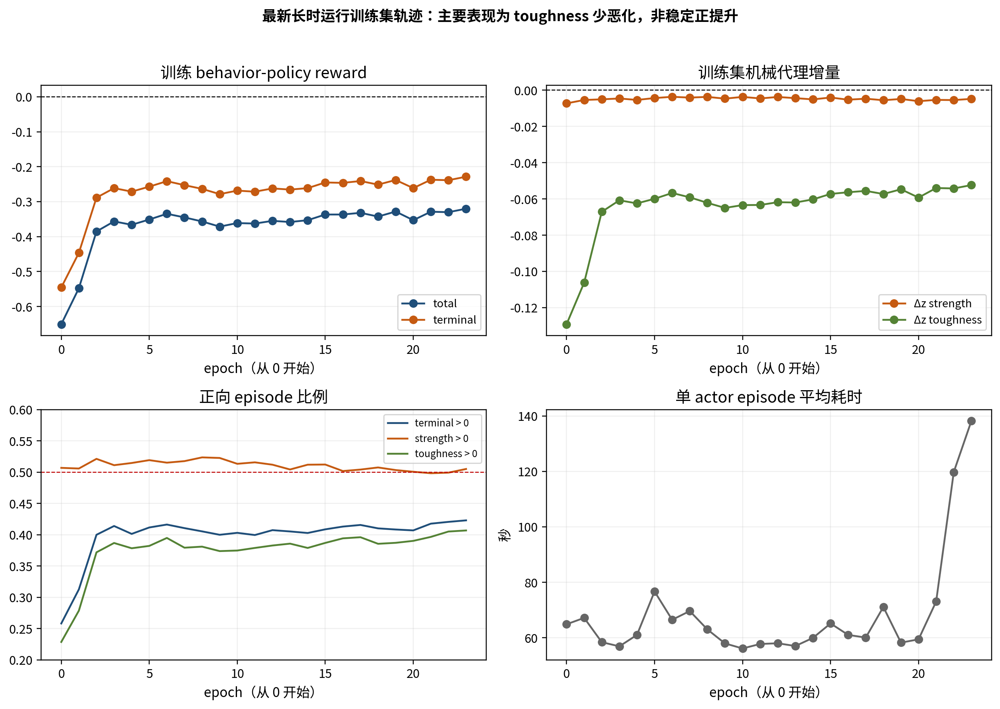 最新长时运行训练集轨迹：主要表现为 toughness 少恶化，非稳定正提升
训练 behavior-policy reward
0.0
-0.1
-0.2
-0.3
-0.4
-0.5
-0.6
total
terminal
0 5 10 15 20
epoch（从 0 开始）
训练集机械代理增量
0.00
-0.02
-0.04
-0.06
-0.08
-0.10
-0.12
Δz strength
Δz toughness
0 5 10 15 20
epoch（从 0 开始）
正向 episode 比例
0.60
0.55
0.50
0.45
0.40
0.35
0.30
0.25
0.20
terminal > 0
strength > 0
toughness > 0
0 5 10 15 20
epoch（从 0 开始）
单 actor episode 平均耗时
秒
140
120
100
80
60
0 5 10 15 20
epoch（从 0 开始）